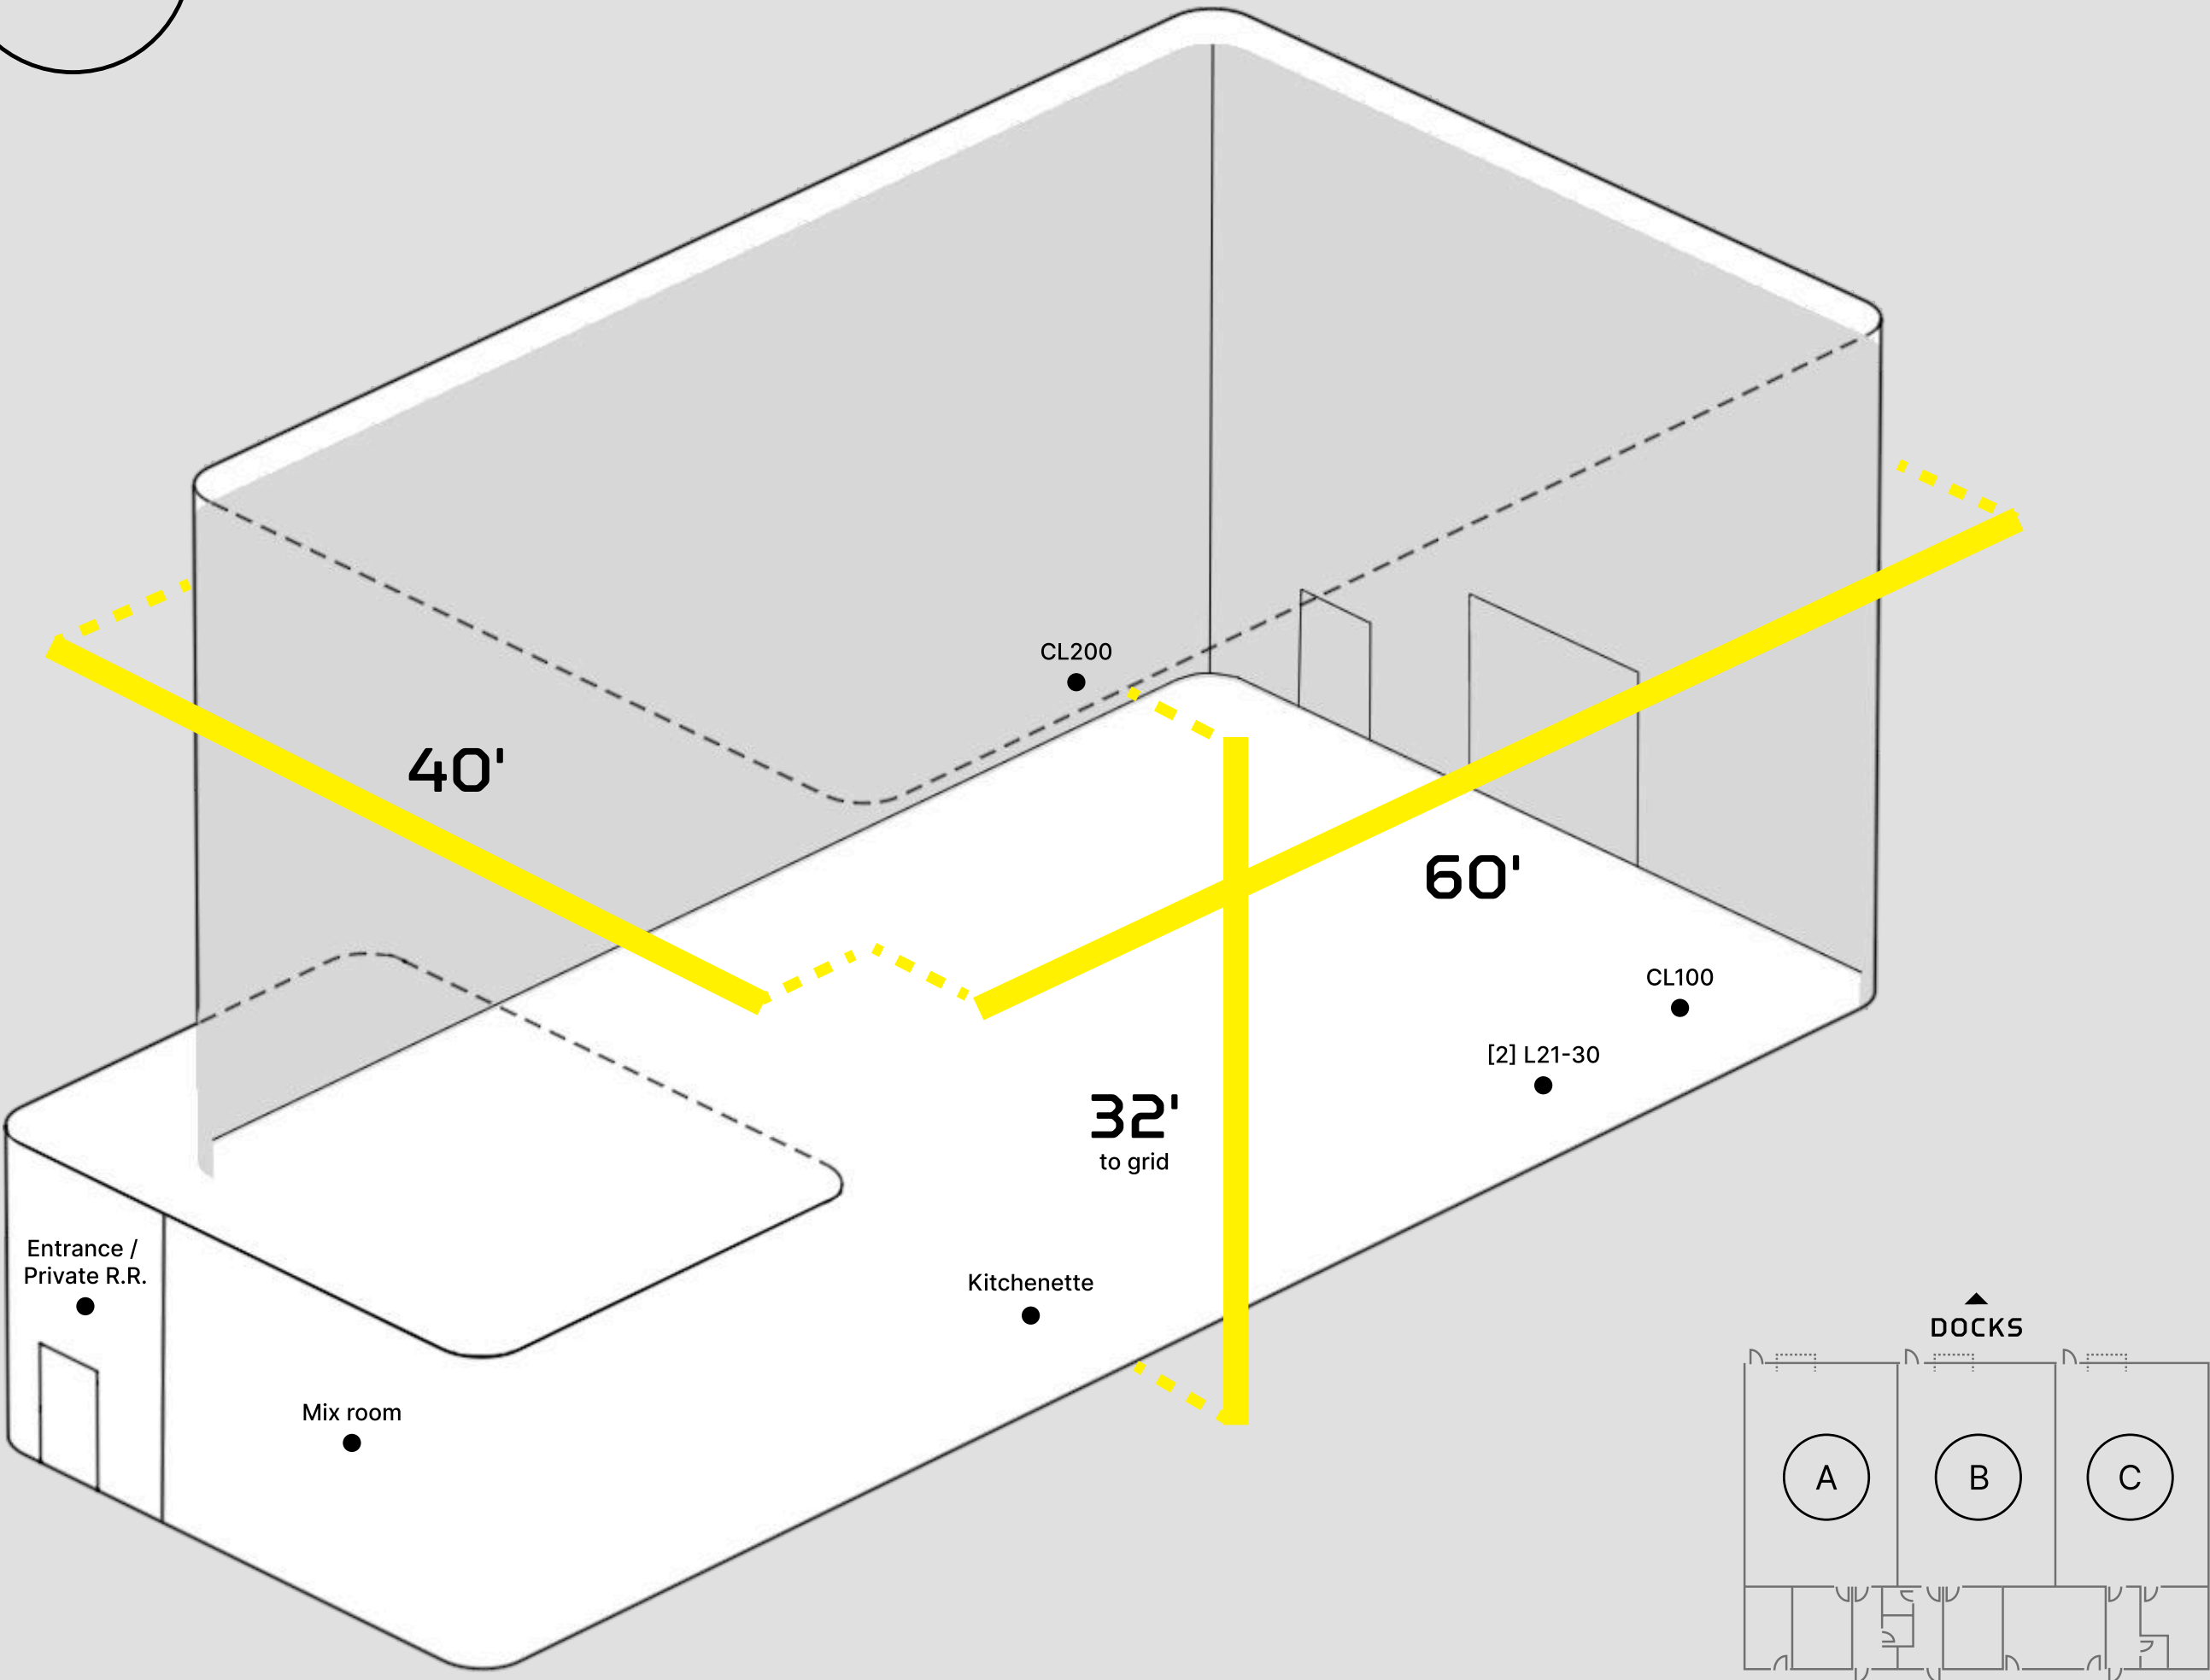 CL200
40'
60'
CL100
[2] L21-30
32'
to grid
Entrance /
Private R.R.
Kitchenette
Mix room
DOCKS
A
B
C